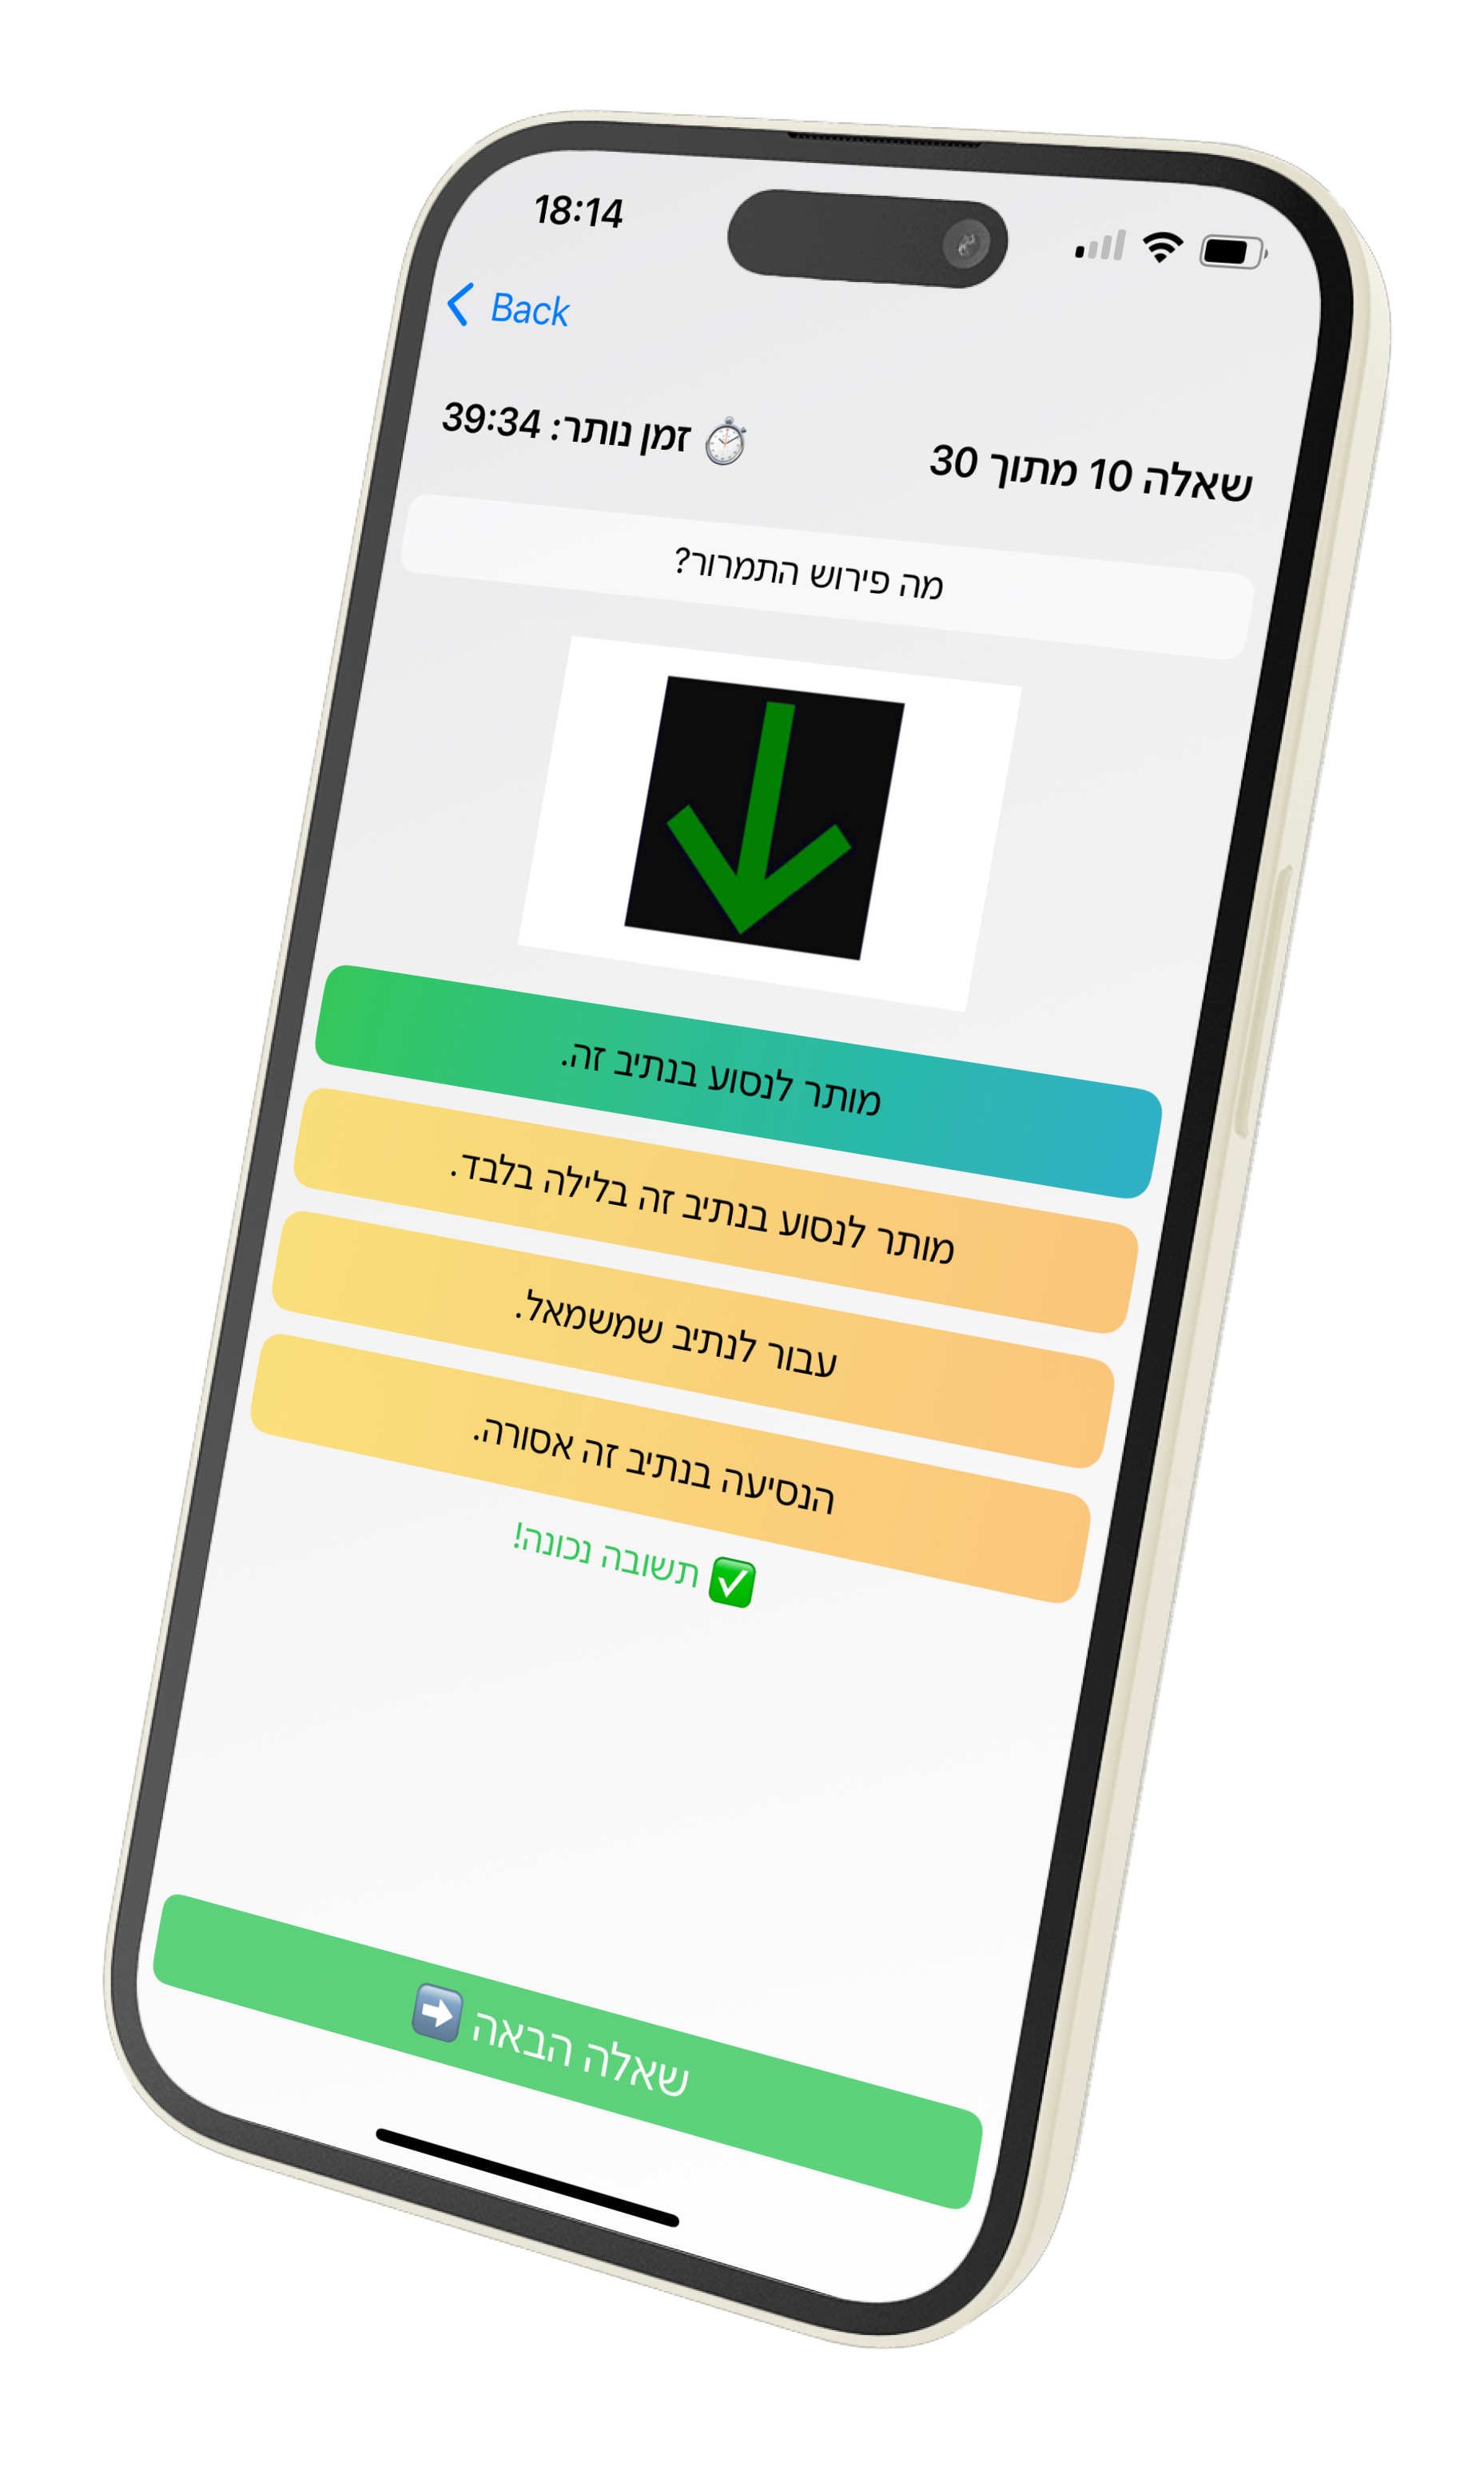 18:14
Back
שאלה 10 מתוך 30
⏱️ זמן נותר: 39:34
מה פירוש התמרור?
מותר לנסוע בנתיב זה.
מותר לנסוע בנתיב זה בלילה בלבד.
עבור לנתיב שמשמאל.
הנסיעה בנתיב זה אסורה.
✅ תשובה נכונה!
שאלה הבאה ➡️